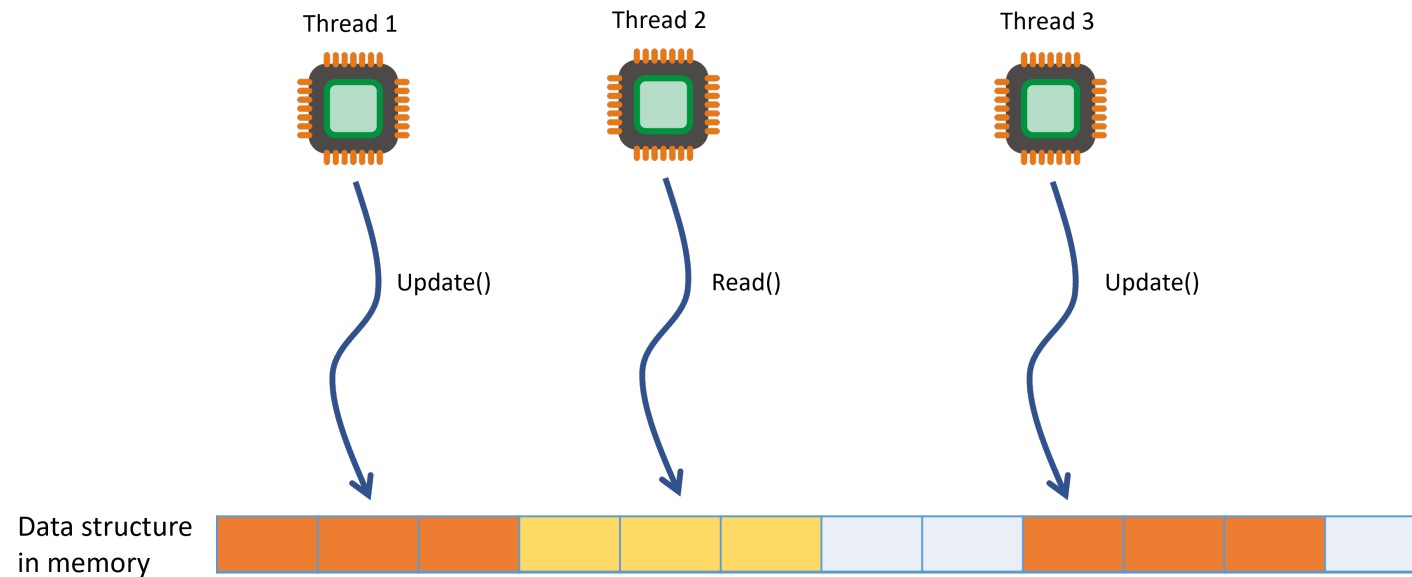 Thread 1
Thread 2
Thread 3
Update()
Read()
Update()
Data structure
in memory